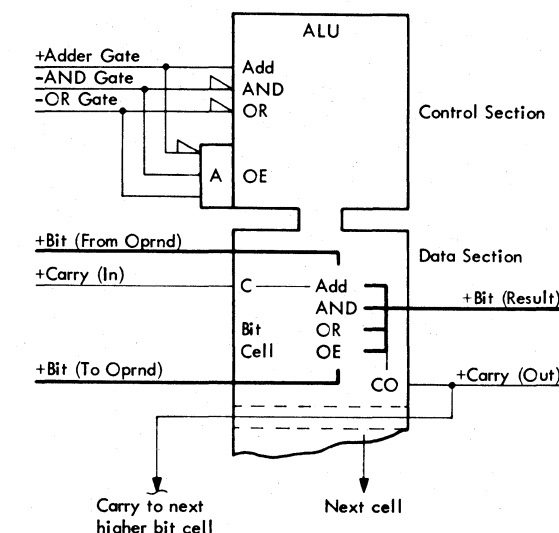 ALU
+Adder Gate
-AND Gate
-OR Gate
Add
AND
OR
A
OE
Control Section
+Bit (From Oprnd)
Data Section
+Carry (In)
C
Add
AND
+Bit (Result)
Bit
OR
Cell
OE
+Bit (To Oprnd)
CO
+Carry (Out)
Carry to next
higher bit cell
Next cell